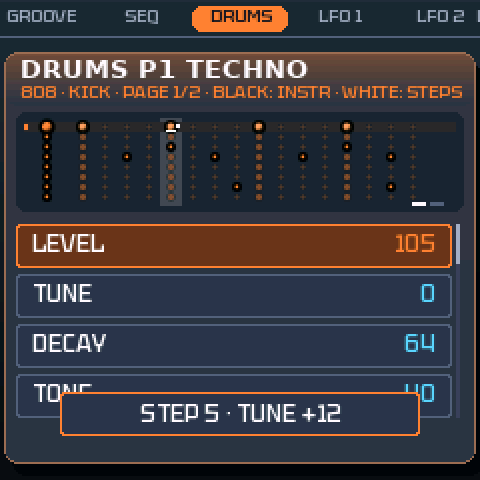 GROOVE SEQ DRUMS LFO 1 LFO 2
DRUMS P1 TECHNO
808 · KICK · PAGE 1/2 · BLACK: INSTR · WHITE: STEPS
LEVEL 105
TUNE 0
DECAY 64
TONE 40
STEP 5 · TUNE +12